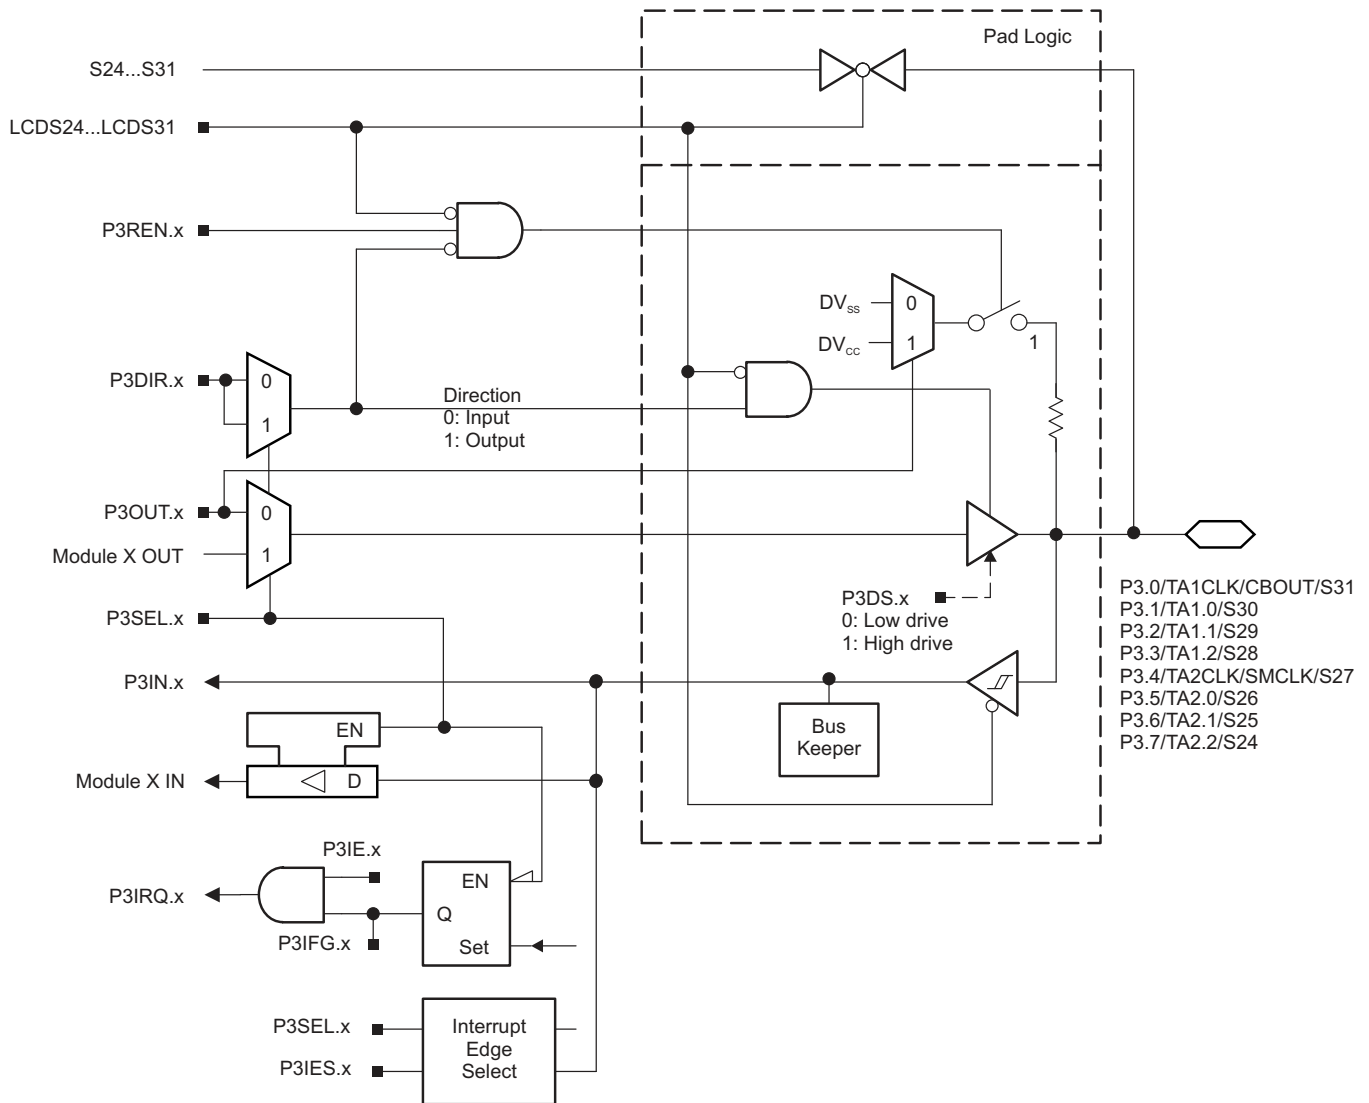 Pad Logic
S24...S31
LCDS24...LCDS31
P3REN.x
DVSS
0
DVCC
1
1
P3DIR.x
0
1
Direction
0: Input
1: Output
P3OUT.x
0
Module X OUT
1
P3DS.x
0: Low drive
1: High drive
P3SEL.x
P3.0/TA1CLK/CBOUT/S31
P3.1/TA1.0/S30
P3.2/TA1.1/S29
P3.3/TA1.2/S28
P3.4/TA2CLK/SMCLK/S27
P3.5/TA2.0/S26
P3.6/TA2.1/S25
P3.7/TA2.2/S24
P3IN.x
Bus
Keeper
EN
Module X IN
D
P3IE.x
P3IRQ.x
EN
Q
P3IFG.x
Set
P3SEL.x
P3IES.x
Interrupt
Edge
Select